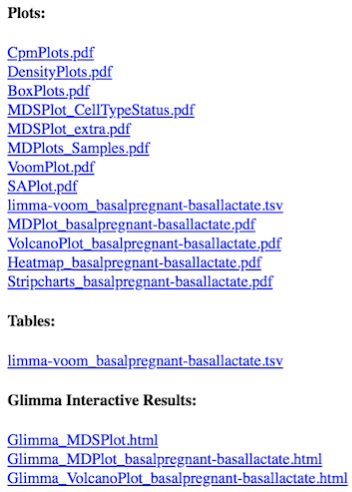 Plots:
CpmPlots.pdf
DensityPlots.pdf
BoxPlots.pdf
MDSPlot_CellTypeStatus.pdf
MDSPlot_extra.pdf
MDPlots_Samples.pdf
VoomPlot.pdf
SAPlot.pdf
limma-voom_basalpregnant-basallactate.tsv
MDPlot_basalpregnant-basallactate.pdf
VolcanoPlot_basalpregnant-basallactate.pdf
Heatmap_basalpregnant-basallactate.pdf
Stripcharts_basalpregnant-basallactate.pdf
Tables:
limma-voom_basalpregnant-basallactate.tsv
Glimma Interactive Results:
Glimma_MDSPlot.html
Glimma_MDPlot_basalpregnant-basallactate.html
Glimma_VolcanoPlot_basalpregnant-basallactate.html